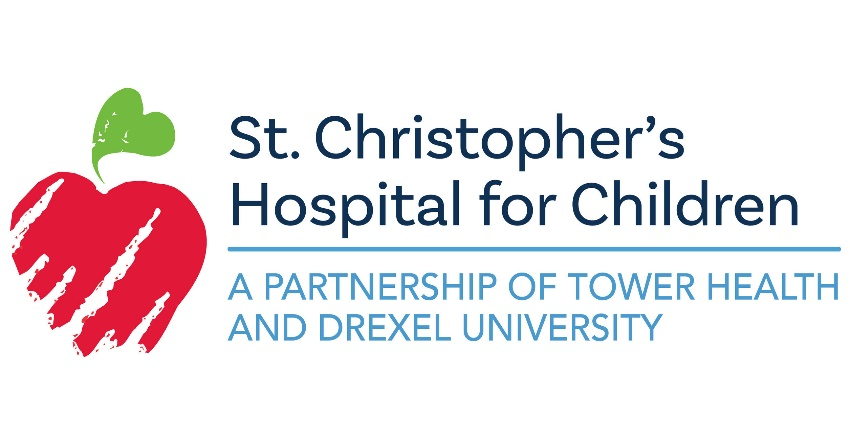 St. Christopher’s
Hospital for Children
A PARTNERSHIP OF TOWER HEALTH
AND DREXEL UNIVERSITY